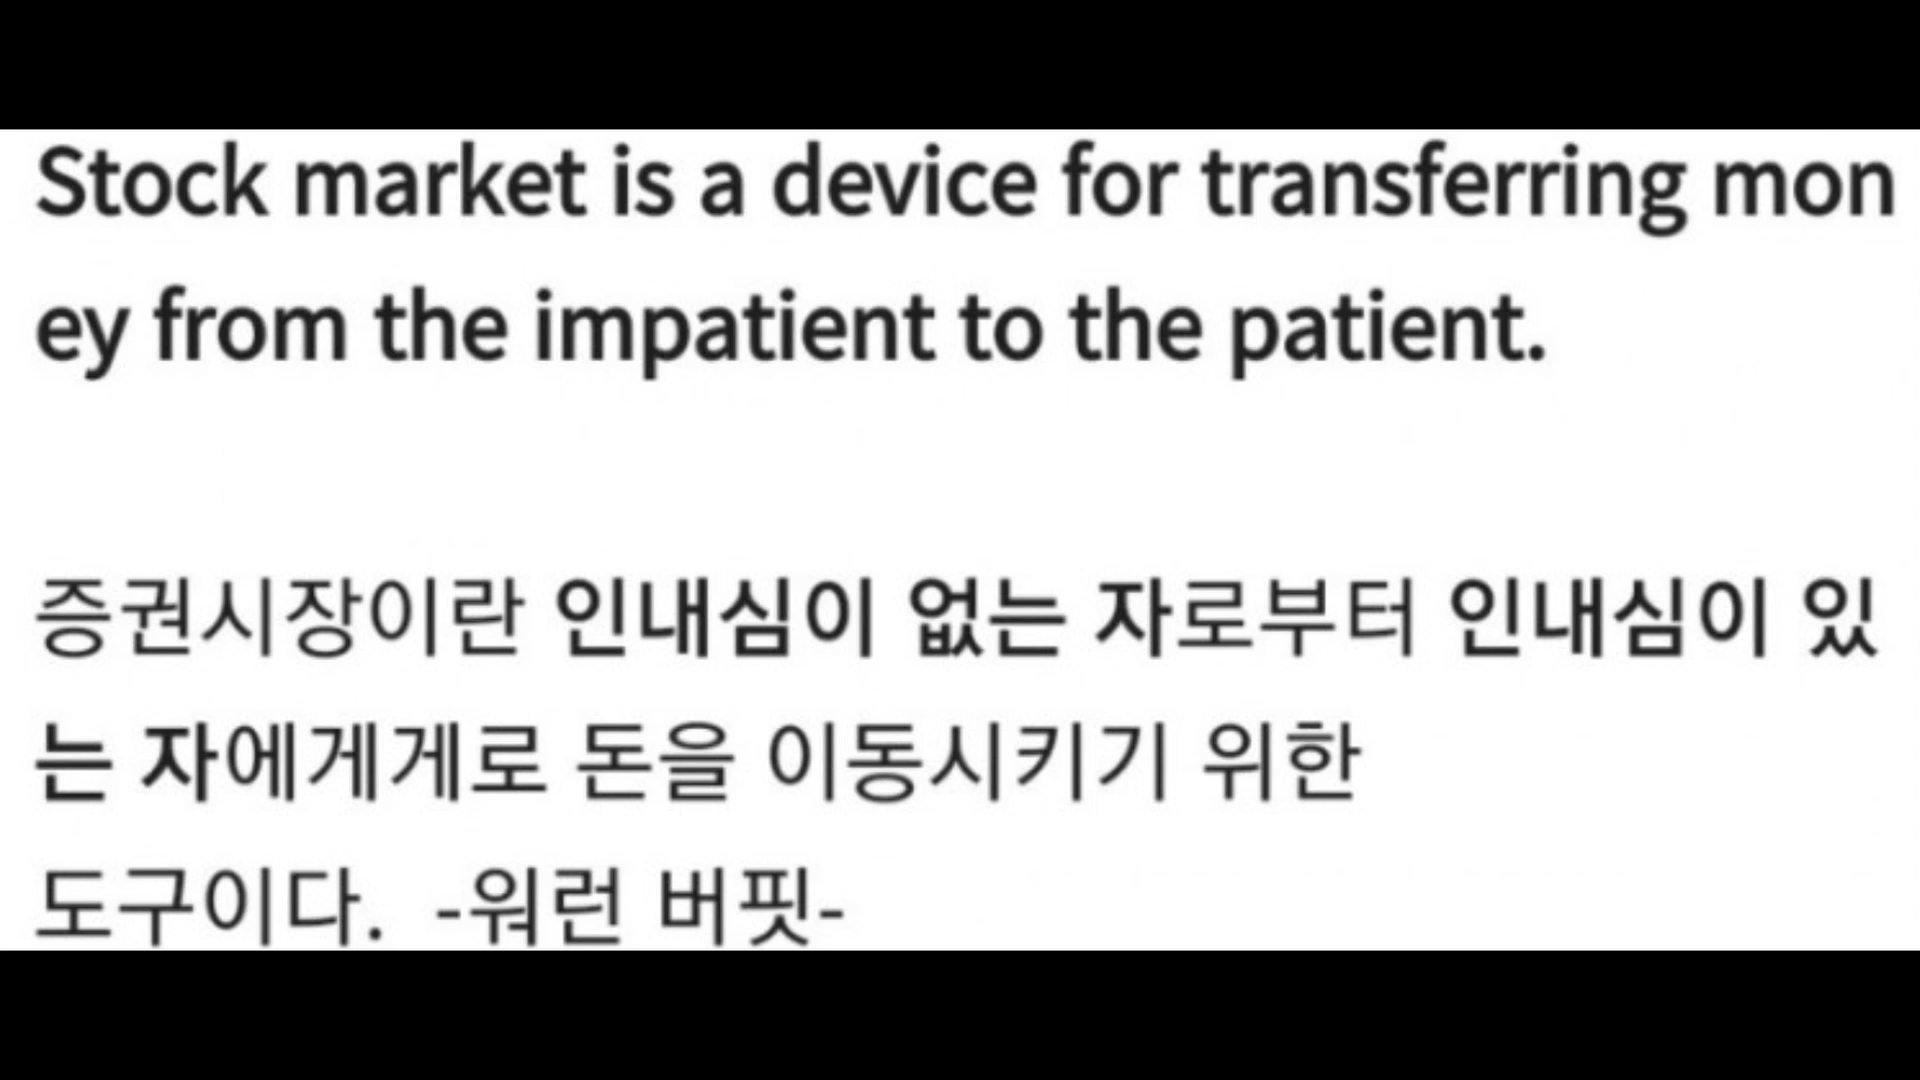 Stock market is a device for transferring mon
ey from the impatient to the patient.
증권시장이란 인내심이 없는 자로부터 인내심이 있
는 자에게게로 돈을 이동시키기 위한
도구이다. -워런 버핏-